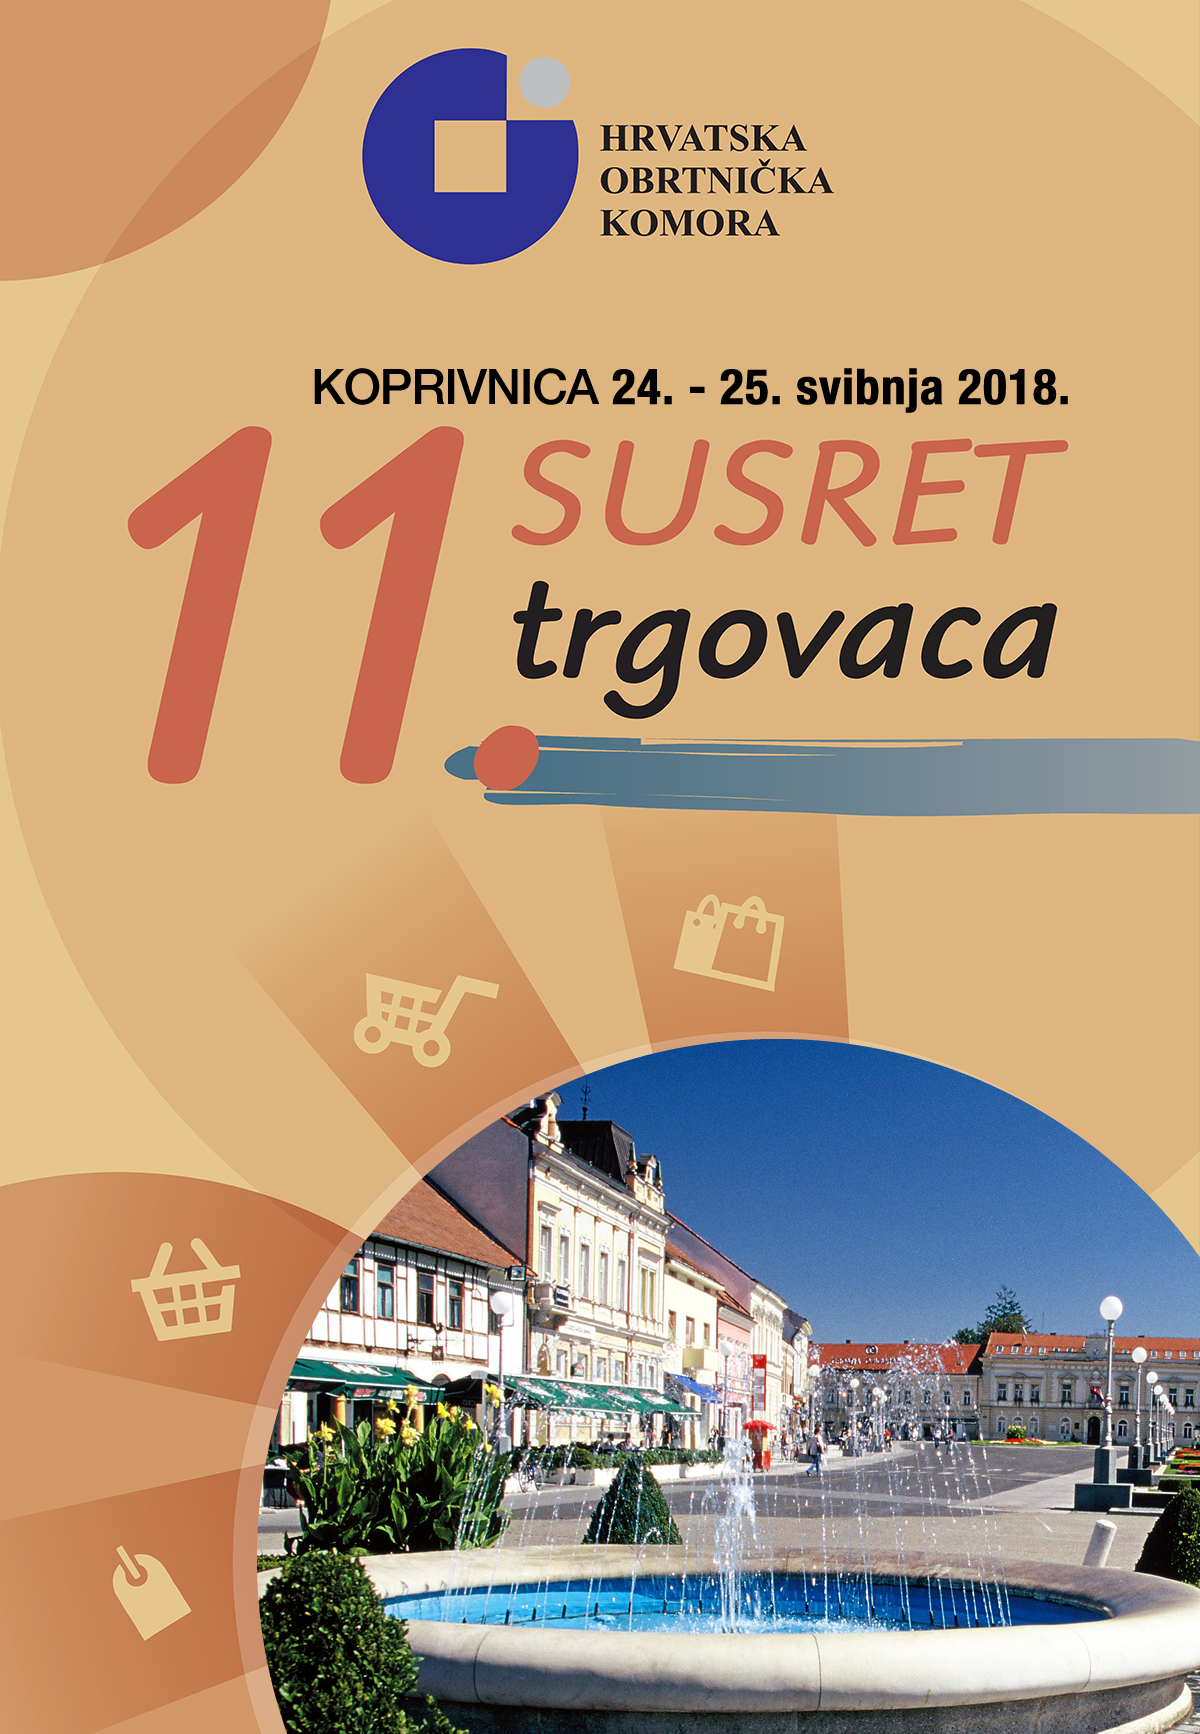 HRVATSKA
OBRTNIČKA
KOMORA
KOPRIVNICA 24. - 25. svibnja 2018.
11. SUSRET
trgovaca